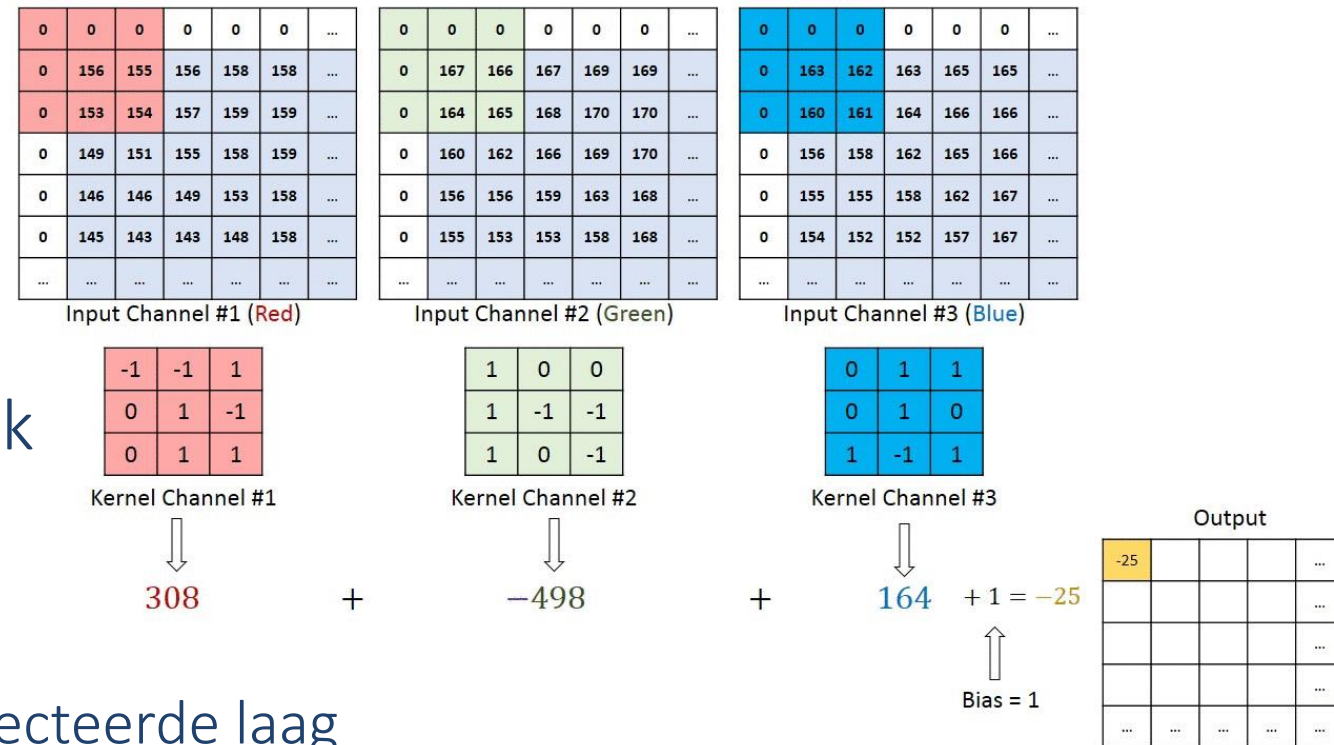 0 0 0 0 0 0 ...
0 156 155 156 158 158 ...
0 153 154 157 159 159 ...
0 149 151 155 158 159 ...
0 146 146 149 153 158 ...
0 145 143 143 148 158 ...
... ... ... ... ... ... ...
Input Channel #1 (Red)
0 0 0 0 0 0 ...
0 167 166 167 169 169 ...
0 164 165 168 170 170 ...
0 160 162 166 169 170 ...
0 156 156 159 163 168 ...
0 155 153 153 158 168 ...
... ... ... ... ... ... ...
Input Channel #2 (Green)
0 0 0 0 0 0 ...
0 163 162 163 165 165 ...
0 160 161 164 166 166 ...
0 156 158 162 165 166 ...
0 155 155 158 162 167 ...
0 154 152 152 157 167 ...
... ... ... ... ... ... ...
Input Channel #3 (Blue)
k
-1 -1 1
0 1 -1
0 1 1
Kernel Channel #1
1 0 0
1 -1 -1
1 0 -1
Kernel Channel #2
0 1 1
0 1 0
1 -1 1
Kernel Channel #3
308 + −498 + 164 + 1 = −25
Bias = 1
Output
-25 ...
...
...
...
... ... ... ... ...
ecteerde laag